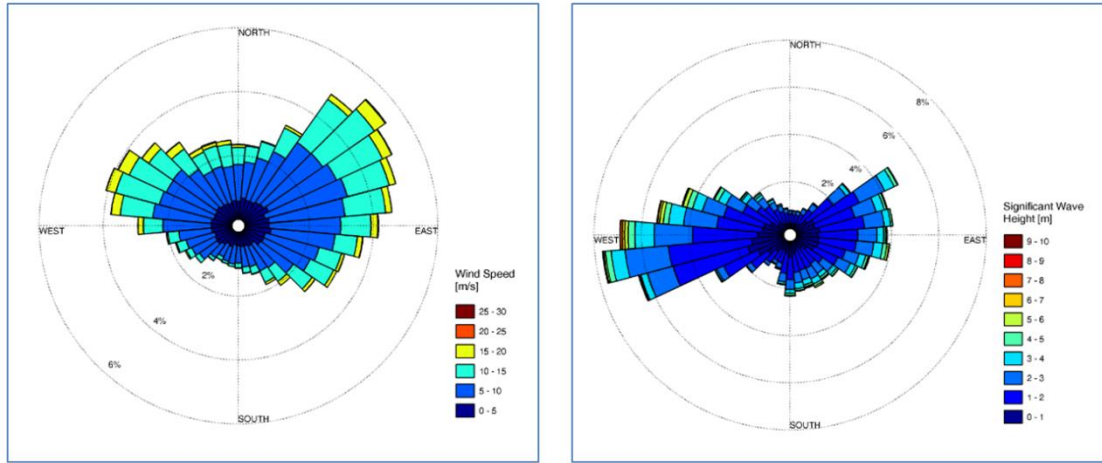 NORTH
WEST
EAST
SOUTH
2%
4%
6%
Wind Speed
[m/s]
25 - 30
20 - 25
15 - 20
10 - 15
5 - 10
0 - 5
NORTH
8%
6%
4%
2%
WEST
EAST
SOUTH
Significant Wave
Height [m]
9 - 10
8 - 9
7 - 8
6 - 7
5 - 6
4 - 5
3 - 4
2 - 3
1 - 2
0 - 1